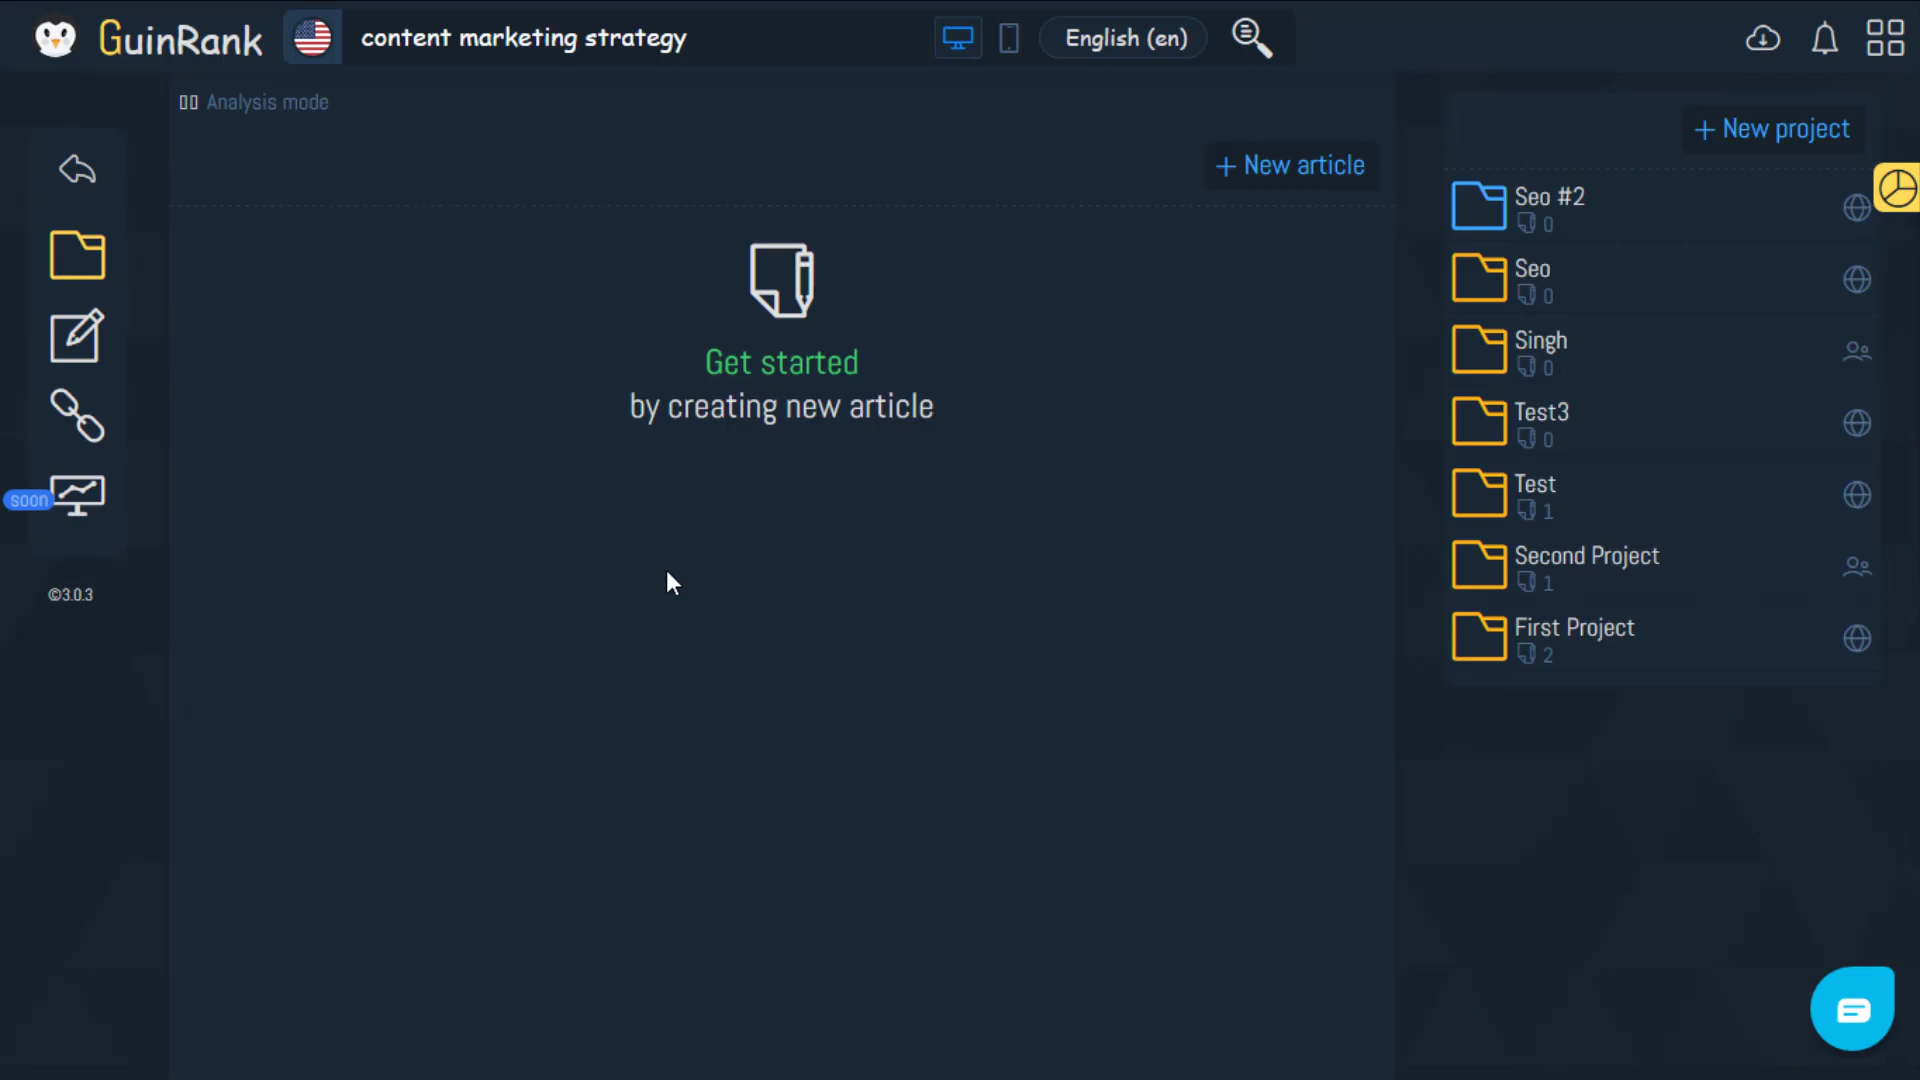 GuinRank
content marketing strategy
English (en)
Analysis mode
+ New article
Get started
by creating new article
soon
©3.0.3
+ New project
Seo #2
0
Seo
0
Singh
0
Test3
0
Test
1
Second Project
1
First Project
2